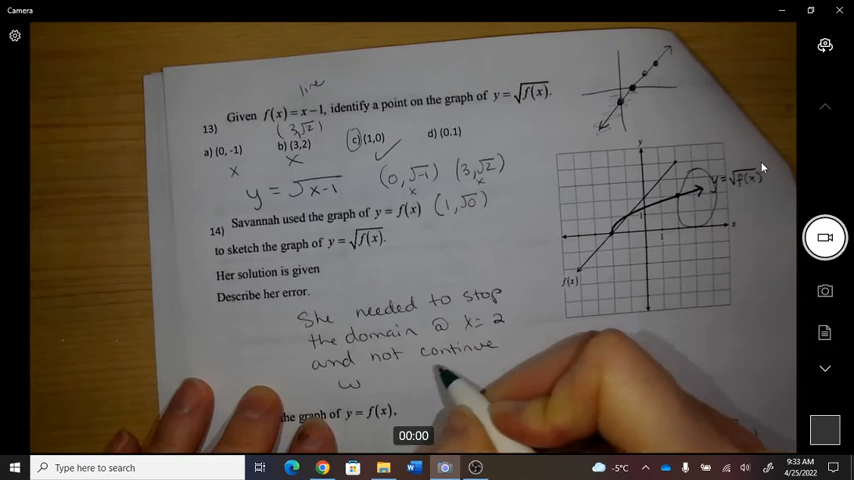 Camera
line
13) Given f(x) = x − 1, identify a point on the graph of y = √f(x).
(3, √2)
a) (0, -1) b) (3,2) c) (1,0) d) (0.1)
x x ✓
y = √x-1 (0, √-1) (3, √2)
x x
14) Savannah used the graph of y = f(x) (1, √0)
to sketch the graph of y = √f(x).
Her solution is given
Describe her error.
She needed to stop
the domain @ x = 2
and not continue
w
the graph of y = f(x),
y
y = √f(x)
x
1
1
f(x)
00:00
Type here to search
-5°C
9:33 AM
4/25/2022